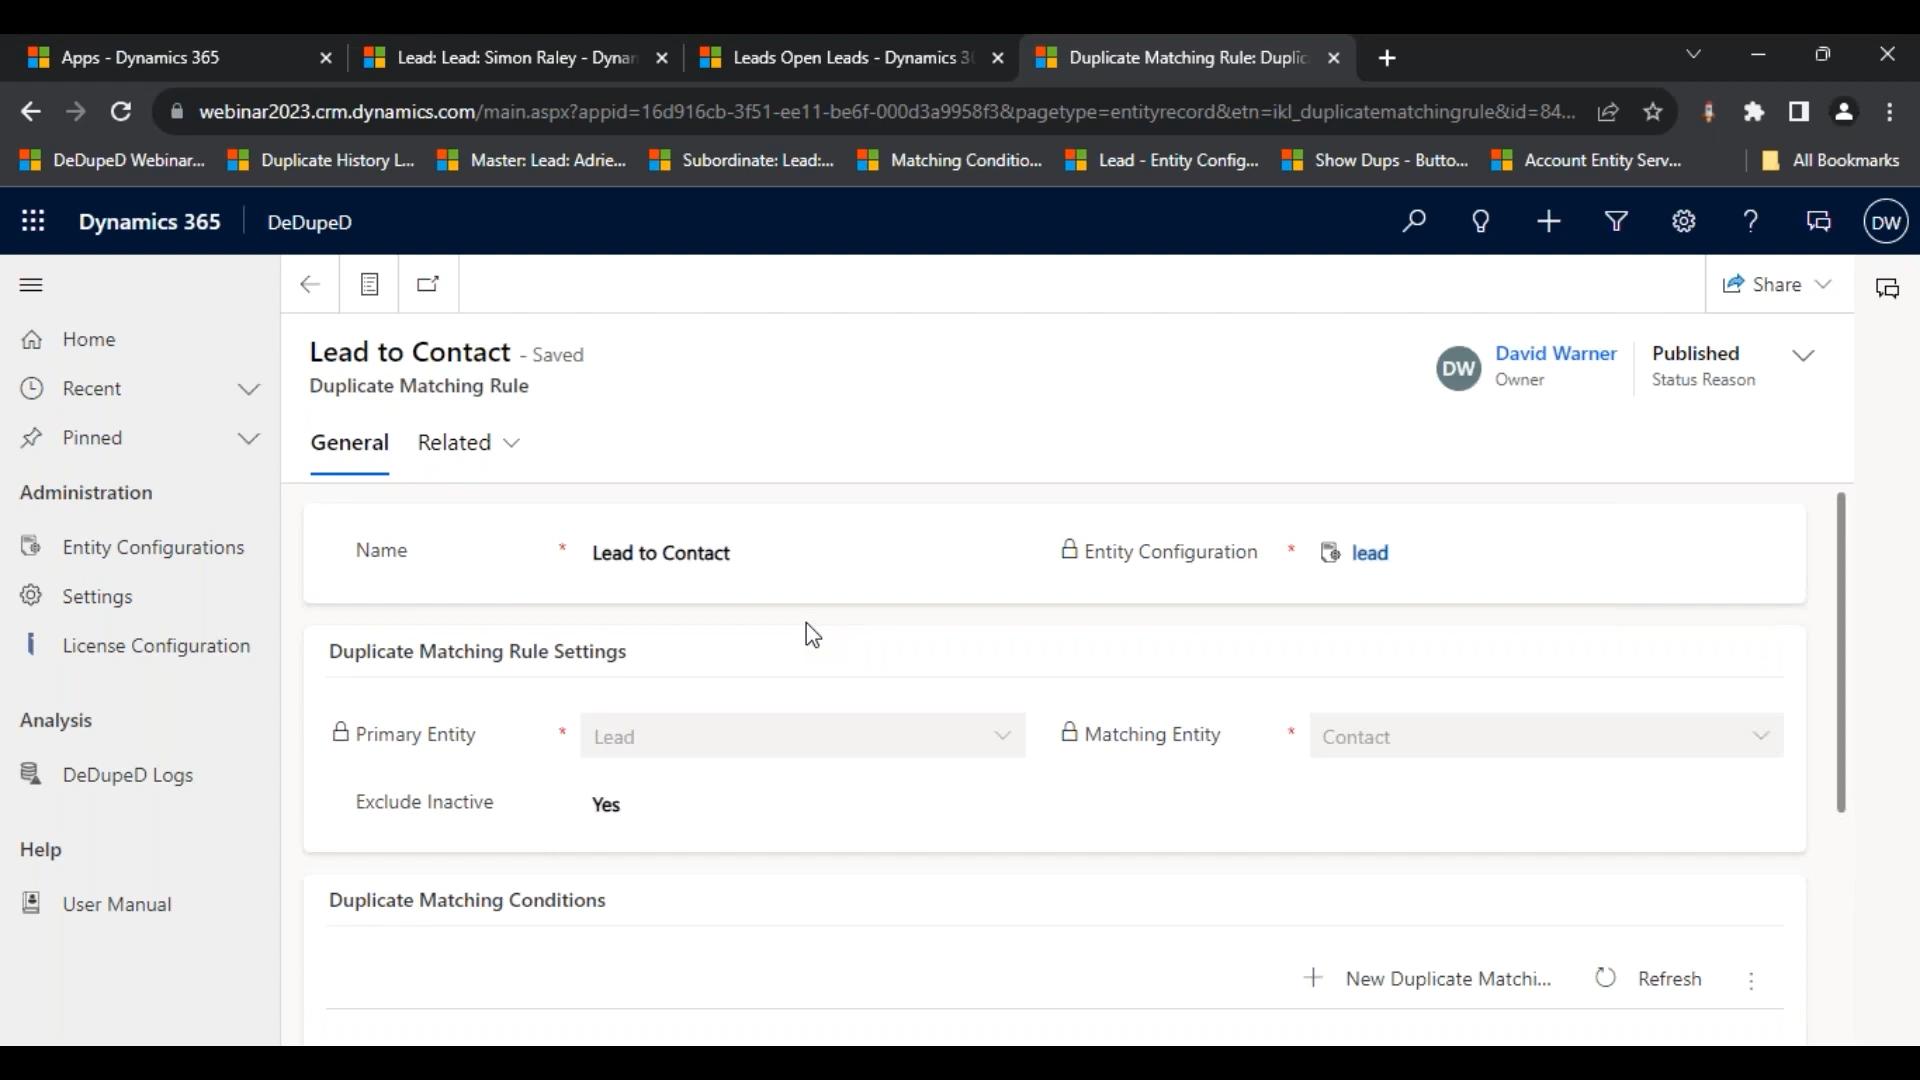 Apps - Dynamics 365
Lead: Lead: Simon Raley - Dynar
Leads Open Leads - Dynamics 3
Duplicate Matching Rule: Duplic
webinar2023.crm.dynamics.com/main.aspx?appid=16d916cb-3f51-ee11-be6f-000d3a9958f3&pagetype=entityrecord&etn=ikl_duplicatematchingrule&id=84...
DeDupeD Webinar...
Duplicate History L...
Master: Lead: Adrie...
Subordinate: Lead:...
Matching Conditio...
Lead - Entity Config...
Show Dups - Butto...
Account Entity Serv...
All Bookmarks
Dynamics 365
DeDupeD
DW
Share
Home
Recent
Pinned
Administration
Entity Configurations
Settings
License Configuration
Analysis
DeDupeD Logs
Help
User Manual
Lead to Contact - Saved
Duplicate Matching Rule
DW
David Warner
Owner
Published
Status Reason
General
Related
Name * Lead to Contact
Entity Configuration * lead
Duplicate Matching Rule Settings
Primary Entity * Lead
Matching Entity * Contact
Exclude Inactive Yes
Duplicate Matching Conditions
New Duplicate Matchi...
Refresh